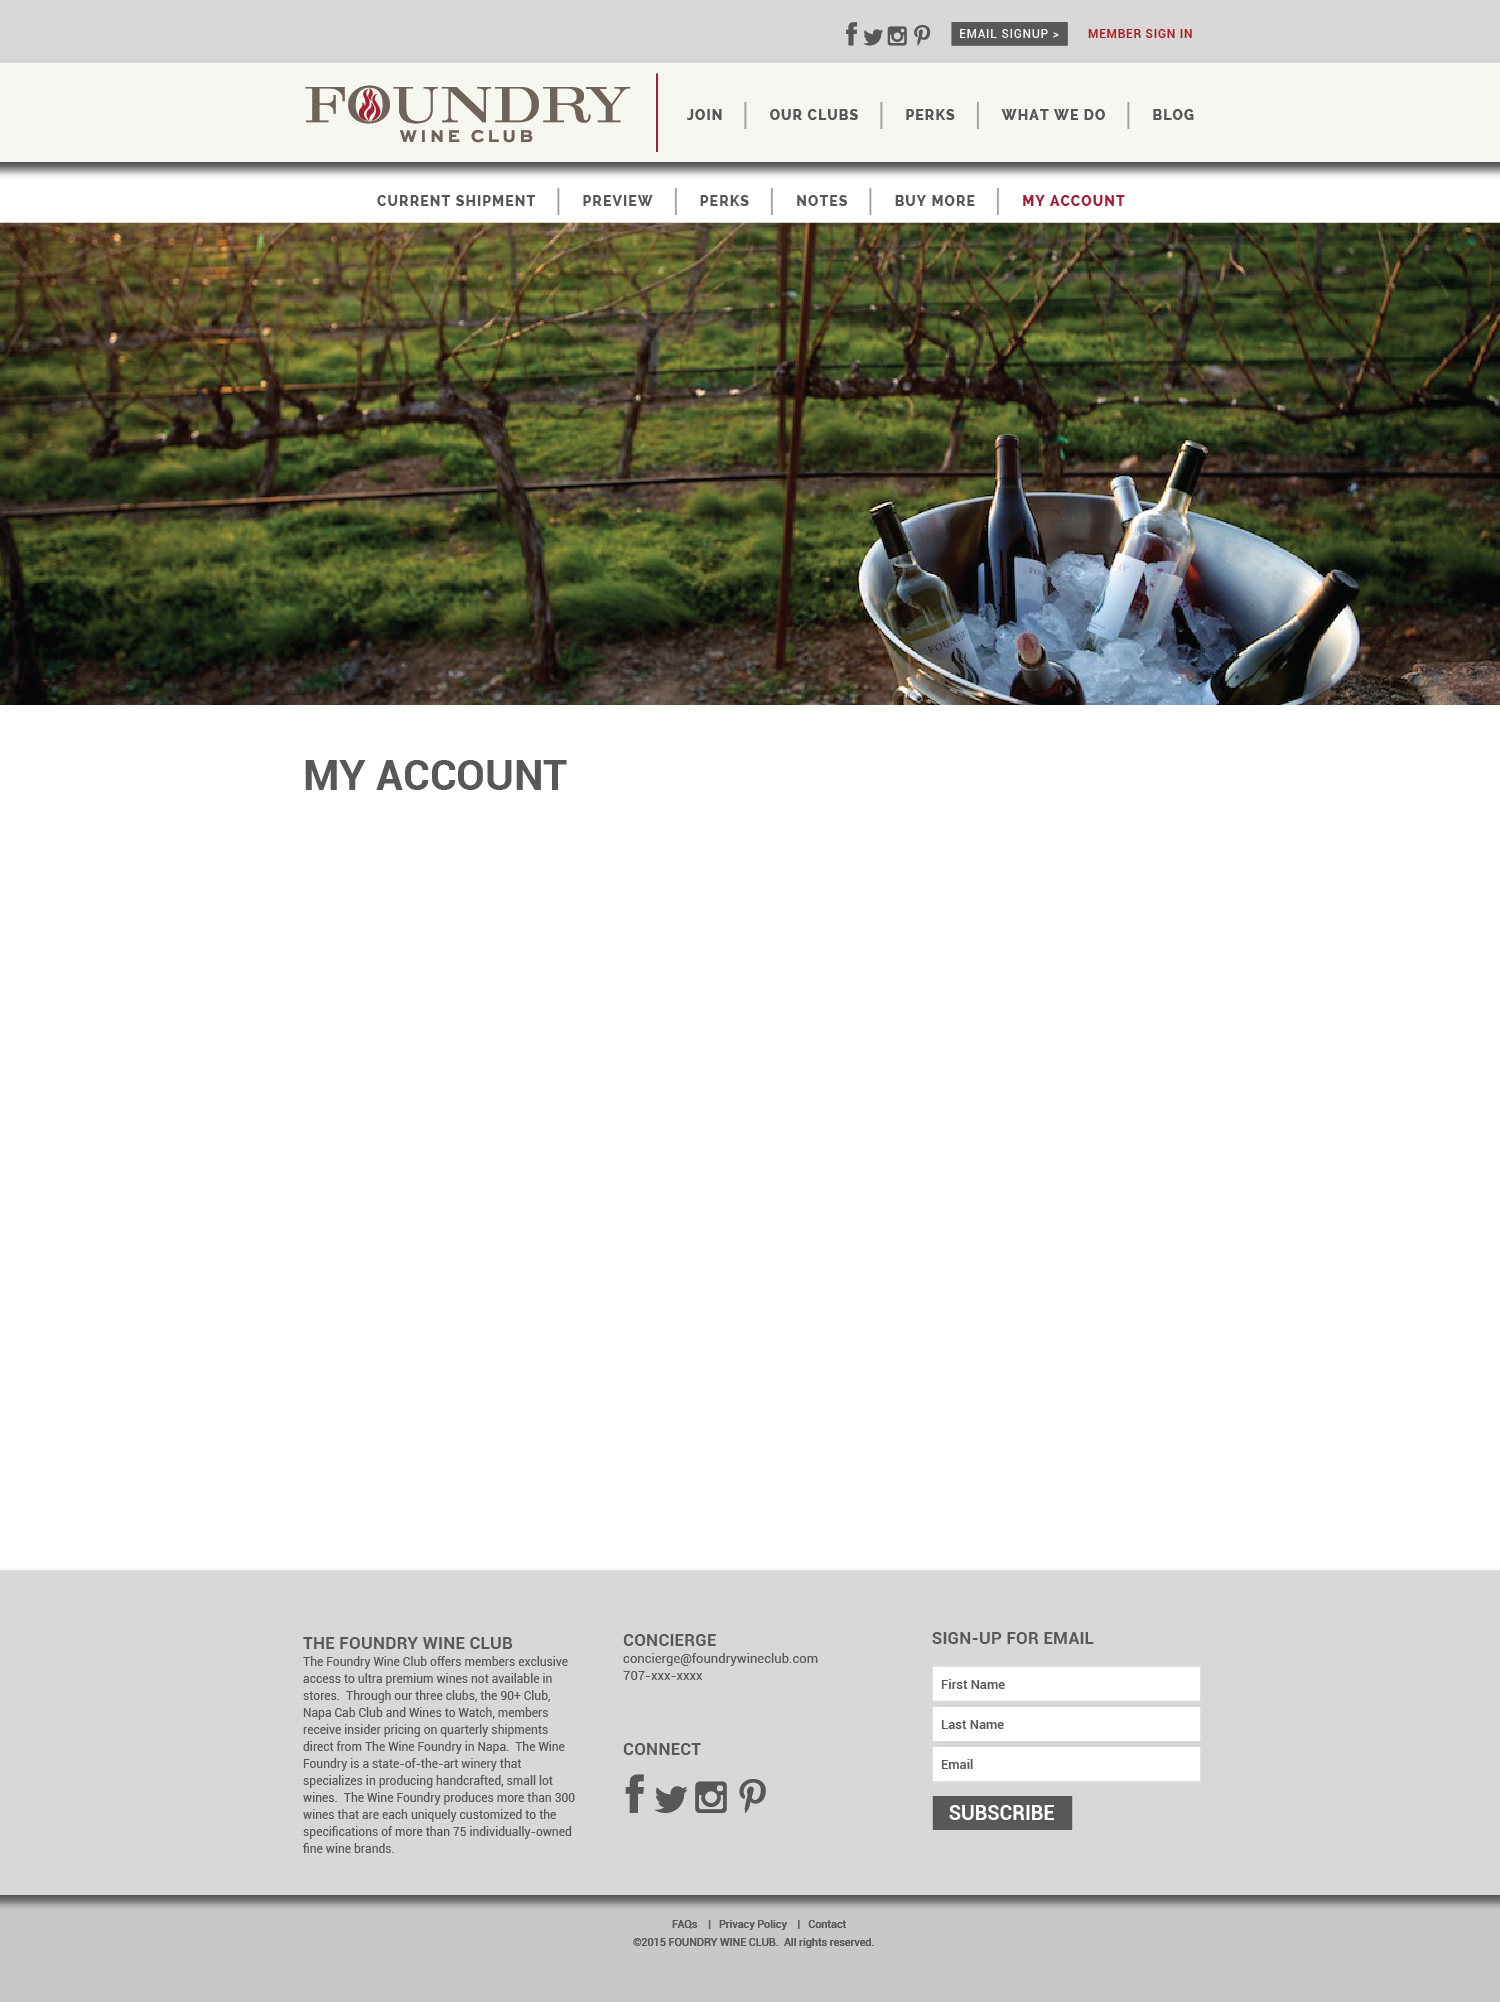 EMAIL SIGNUP >
MEMBER SIGN IN
FOUNDRY
WINE CLUB
JOIN
OUR CLUBS
PERKS
WHAT WE DO
BLOG
CURRENT SHIPMENT
PREVIEW
PERKS
NOTES
BUY MORE
MY ACCOUNT
MY ACCOUNT
THE FOUNDRY WINE CLUB
The Foundry Wine Club offers members exclusive
access to ultra premium wines not available in
stores.  Through our three clubs, the 90+ Club,
Napa Cab Club and Wines to Watch, members
receive insider pricing on quarterly shipments
direct from The Wine Foundry in Napa.  The Wine
Foundry is a state-of-the-art winery that
specializes in producing handcrafted, small lot
wines.  The Wine Foundry produces more than 300
wines that are each uniquely customized to the
specifications of more than 75 individually-owned
fine wine brands.
CONCIERGE
concierge@foundrywineclub.com
707-xxx-xxxx
CONNECT
SIGN-UP FOR EMAIL
First Name
Last Name
Email
SUBSCRIBE
FAQs | Privacy Policy | Contact
©2015 FOUNDRY WINE CLUB.  All rights reserved.